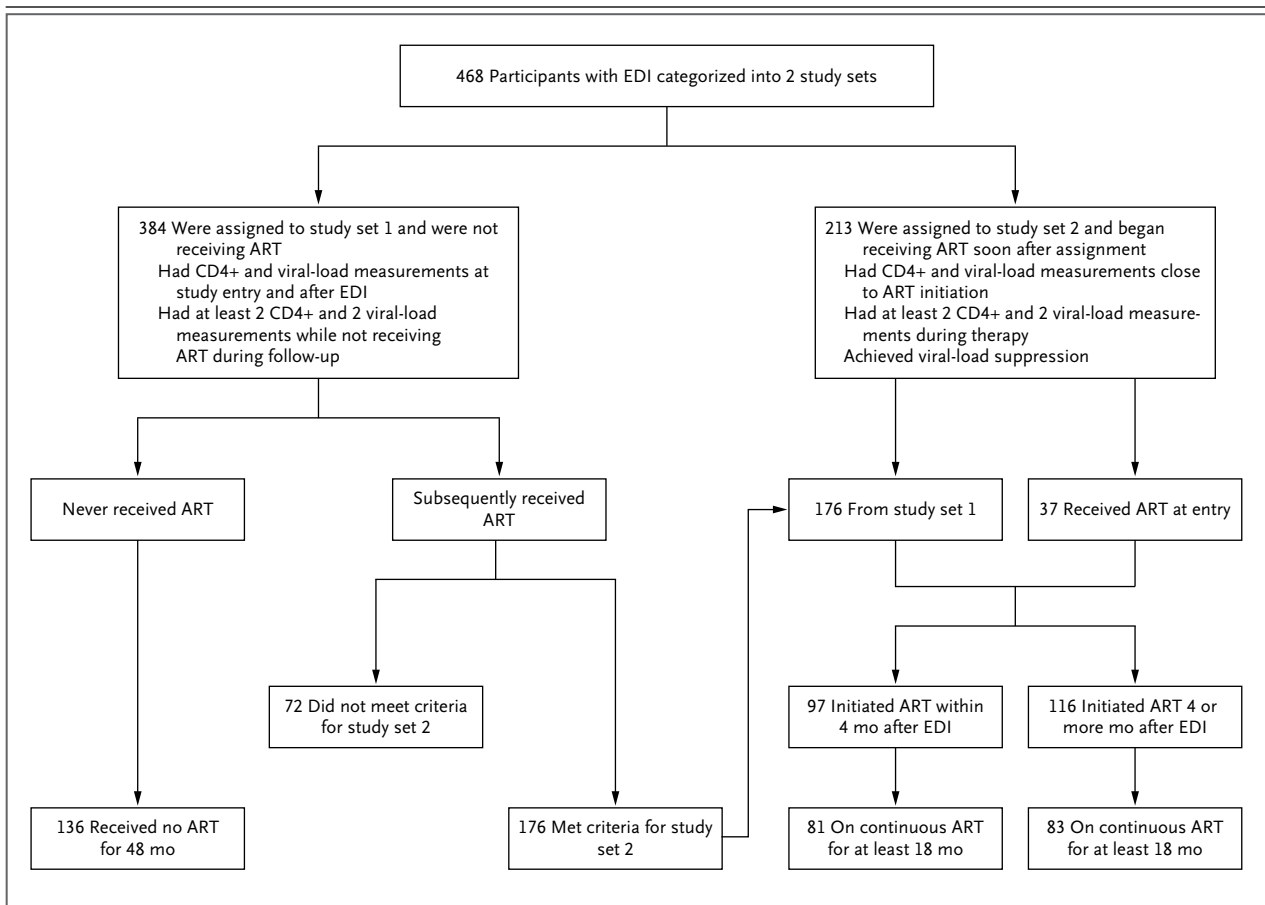 468 Participants with EDI categorized into 2 study sets
384 Were assigned to study set 1 and were not
receiving ART
Had CD4+ and viral-load measurements at
study entry and after EDI
Had at least 2 CD4+ and 2 viral-load
measurements while not receiving
ART during follow-up
213 Were assigned to study set 2 and began
receiving ART soon after assignment
Had CD4+ and viral-load measurements close
to ART initiation
Had at least 2 CD4+ and 2 viral-load measure-
ments during therapy
Achieved viral-load suppression
Never received ART
Subsequently received
ART
176 From study set 1
37 Received ART at entry
72 Did not meet criteria
for study set 2
97 Initiated ART within
4 mo after EDI
116 Initiated ART 4 or
more mo after EDI
136 Received no ART
for 48 mo
176 Met criteria for study
set 2
81 On continuous ART
for at least 18 mo
83 On continuous ART
for at least 18 mo